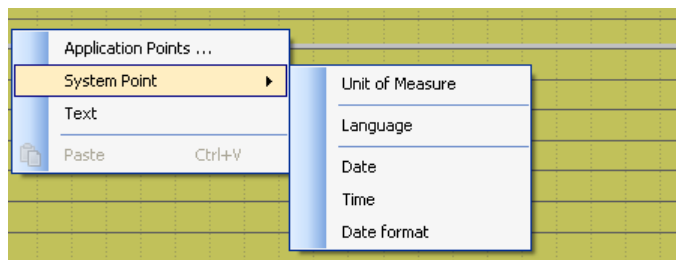 Application Points ...
System Point
Text
Paste Ctrl+V
Unit of Measure
Language
Date
Time
Date format